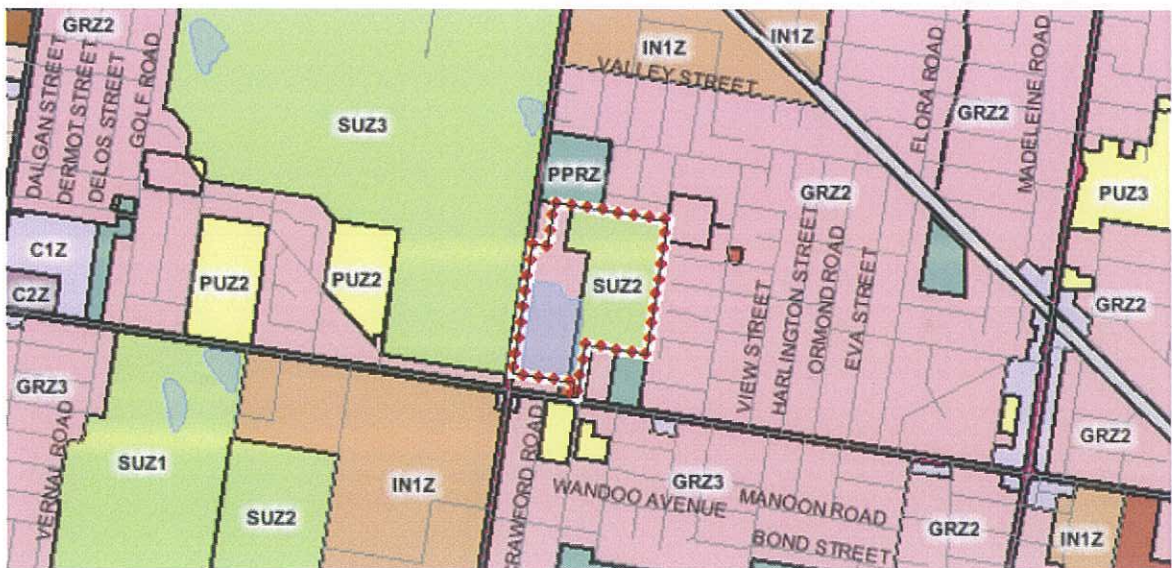 GRZ2
DALGAN STREET
DERMOT STREET
DELOS STREET
GOLF ROAD
SUZ3
IN1Z
IN1Z
VALLEY STREET
FLORA ROAD
GRZ2
MADELEINE ROAD
PPRZ
GRZ2
PUZ3
C1Z
C2Z
PUZ2
PUZ2
SUZ2
VIEW STREET
HARLINGTON STREET
ORMOND ROAD
EVA STREET
GRZ2
GRZ3
VERNAL ROAD
SUZ1
SUZ2
IN1Z
CRAWFORD ROAD
GRZ3
WANDOO AVENUE
MANOON ROAD
BOND STREET
GRZ2
GRZ2
IN1Z